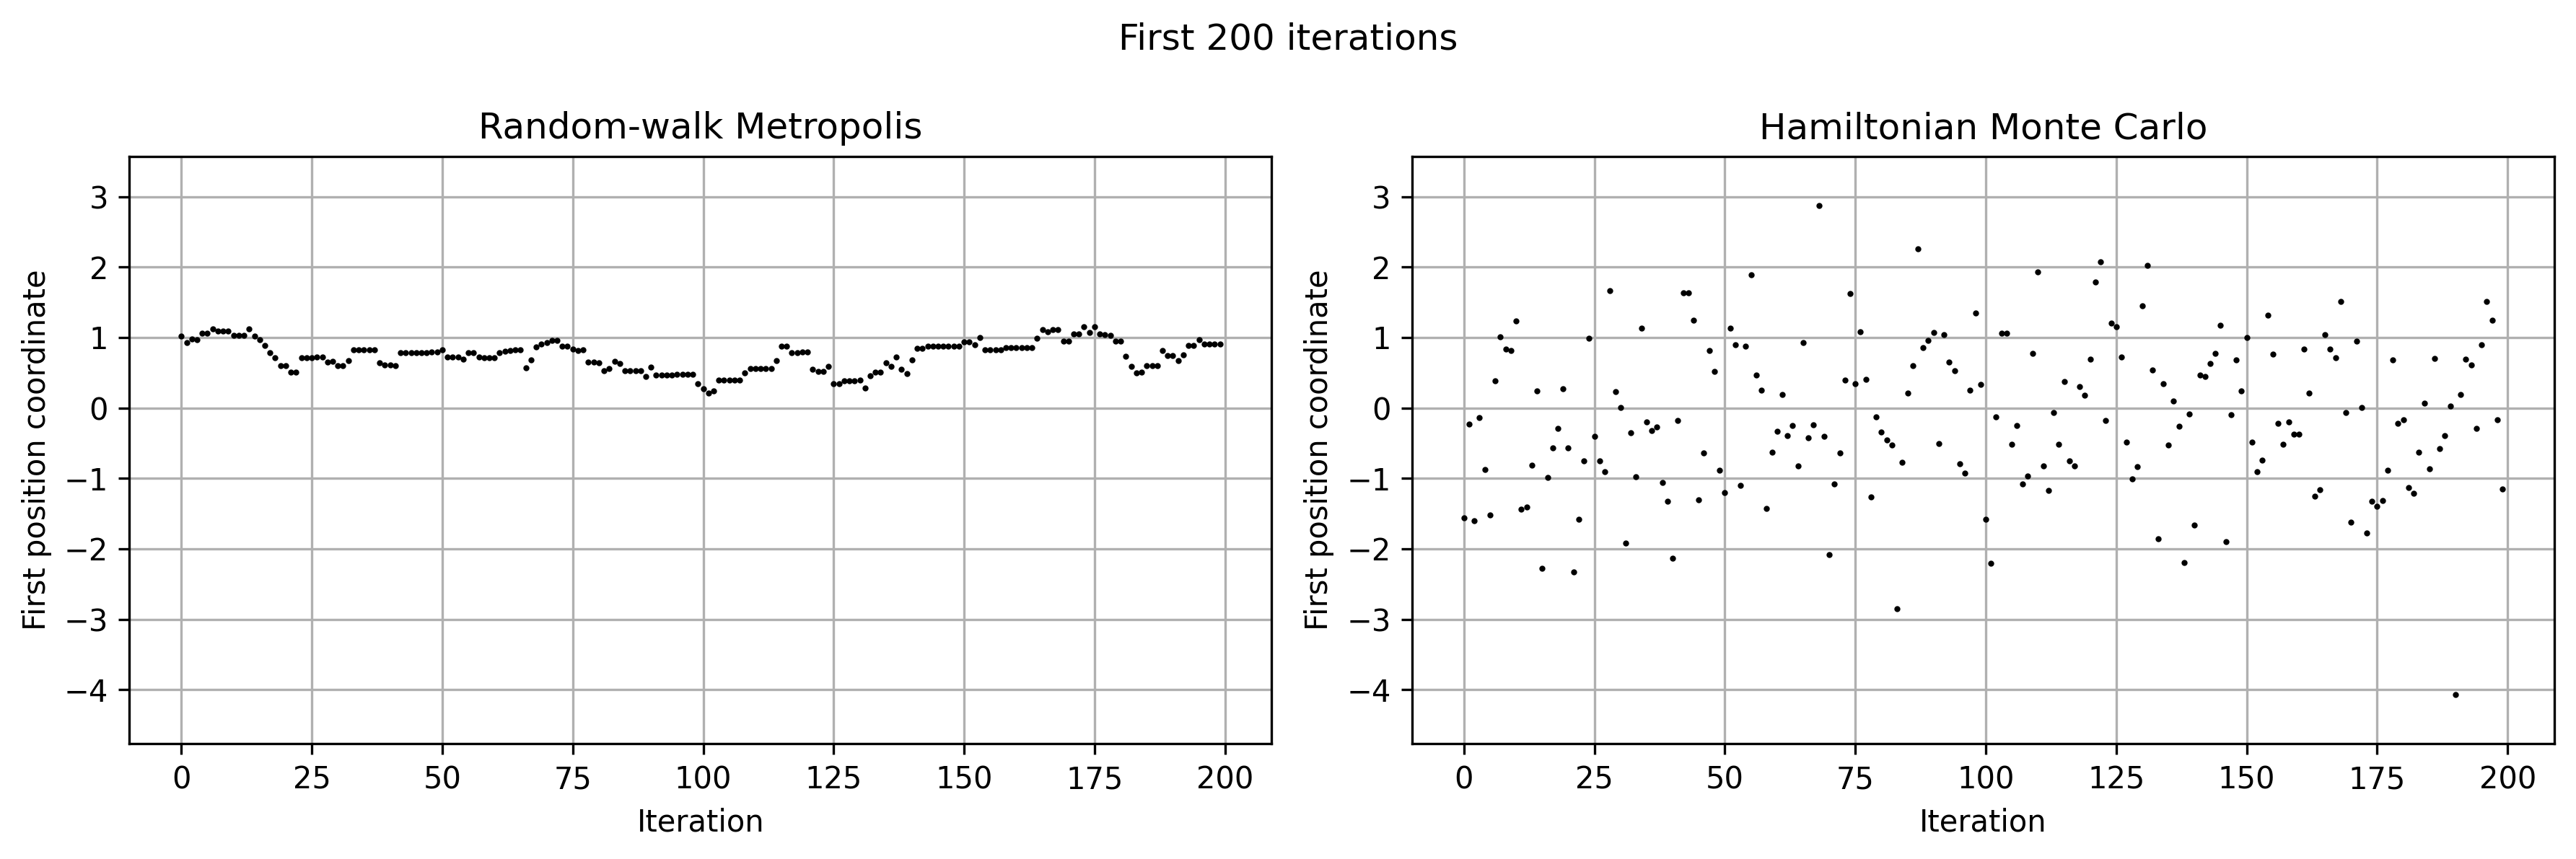 First 200 iterations
Random-walk Metropolis
First position coordinate
3
2
1
0
−1
−2
−3
−4
0 25 50 75 100 125 150 175 200
Iteration
Hamiltonian Monte Carlo
First position coordinate
3
2
1
0
−1
−2
−3
−4
0 25 50 75 100 125 150 175 200
Iteration